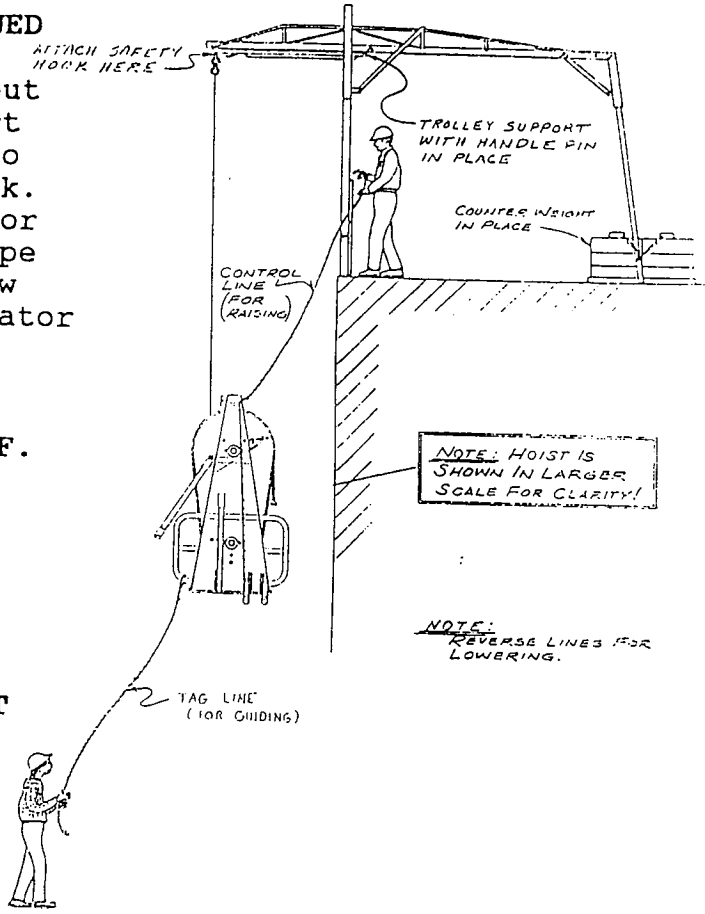 UED
ATTACH SAFETY
HOOK HERE
ut
rt
o
k.
or
pe
w
ator
F.
T
TROLLEY SUPPORT
WITH HANDLE PIN
IN PLACE
COUNTER WEIGHT
IN PLACE
CONTROL
LINE
(FOR
RAISING)
NOTE: HOIST IS
SHOWN IN LARGER
SCALE FOR CLARITY!
NOTE:
REVERSE LINES FOR
LOWERING.
TAG LINE
(FOR GUIDING)